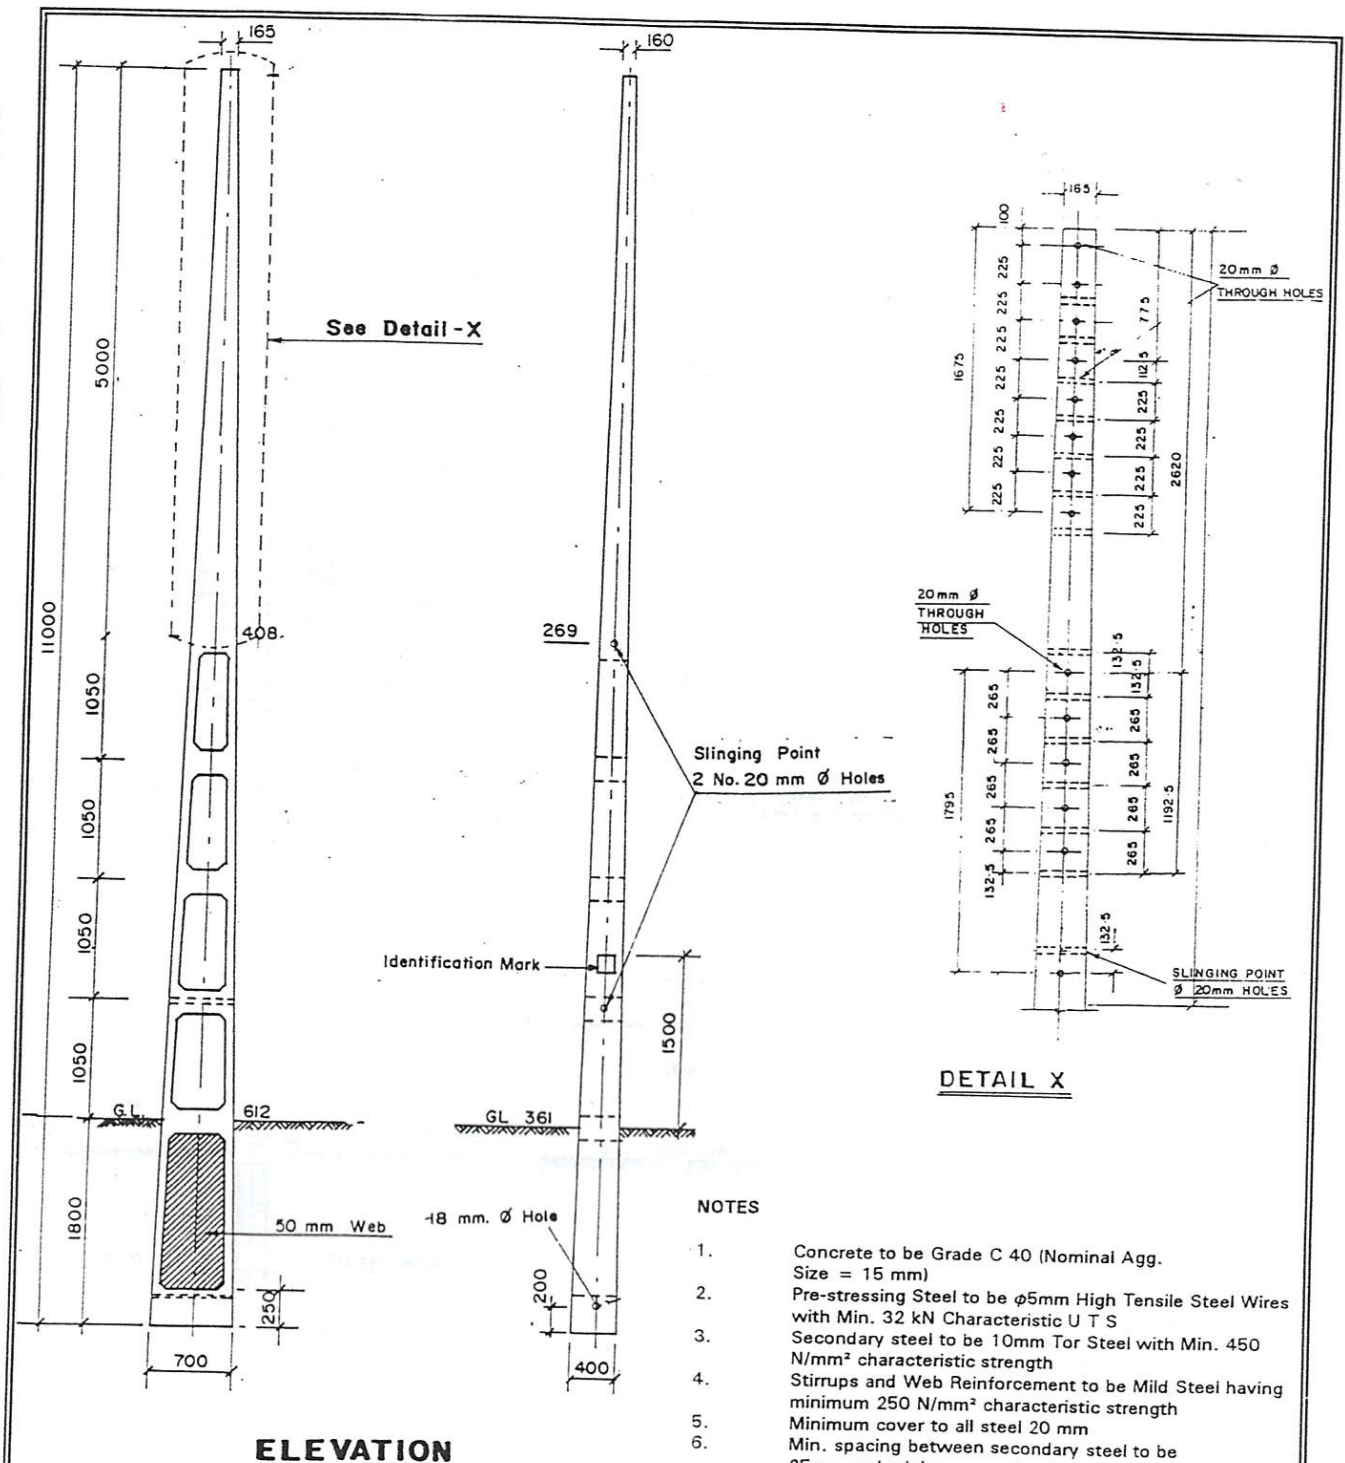 165
160
5000
11000
See Detail-X
408
1050
1050
1050
1050
G.L.
612
1800
50 mm Web
250
700
ELEVATION
269
Slinging Point
2 No. 20 mm Ø Holes
Identification Mark
1500
GL 361
18 mm. Ø Hole
200
400
165
100
225
225
225
225
225
225
225
1675
20mm Ø
THROUGH HOLES
775
112.5
225
225
225
225
2620
20mm Ø
THROUGH
HOLES
132.5
132.5
265
265
265
265
132.5
1795
265
265
265
265
1192.5
132.5
SLINGING POINT
Ø 20mm HOLES
DETAIL X
NOTES
1. Concrete to be Grade C 40 (Nominal Agg.
Size = 15 mm)
2. Pre-stressing Steel to be φ5mm High Tensile Steel Wires
with Min. 32 kN Characteristic U T S
3. Secondary steel to be 10mm Tor Steel with Min. 450
N/mm² characteristic strength
4. Stirrups and Web Reinforcement to be Mild Steel having
minimum 250 N/mm² characteristic strength
5. Minimum cover to all steel 20 mm
6. Min. spacing between secondary steel to be